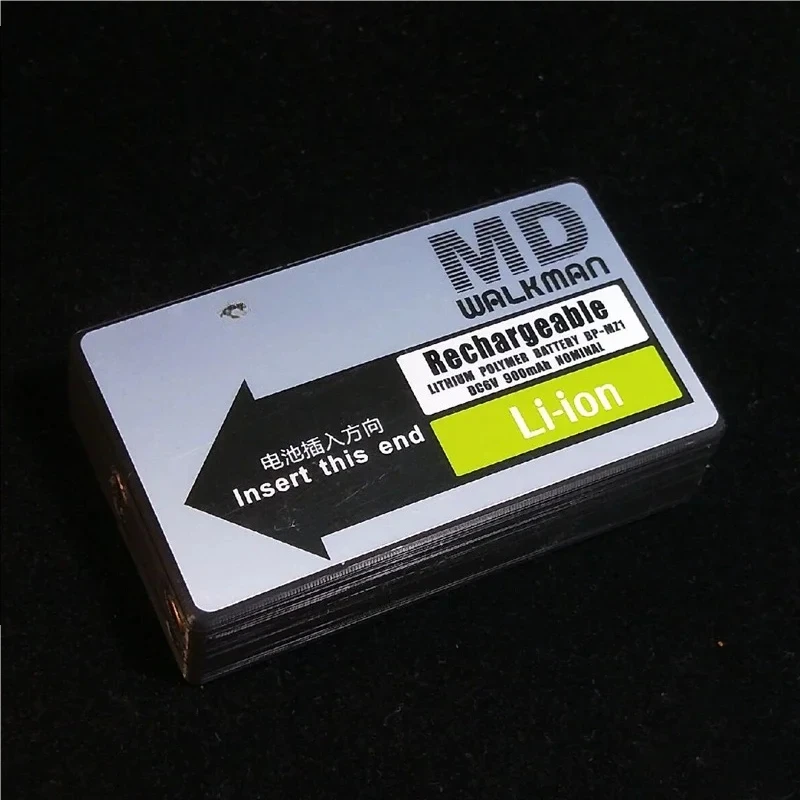 MD
WALKMAN
Rechargeable
LITHIUM POLYMER BATTERY BP-MZ1
DC6V 900mAh NOMINAL
Li-ion
电池插入方向
Insert this end